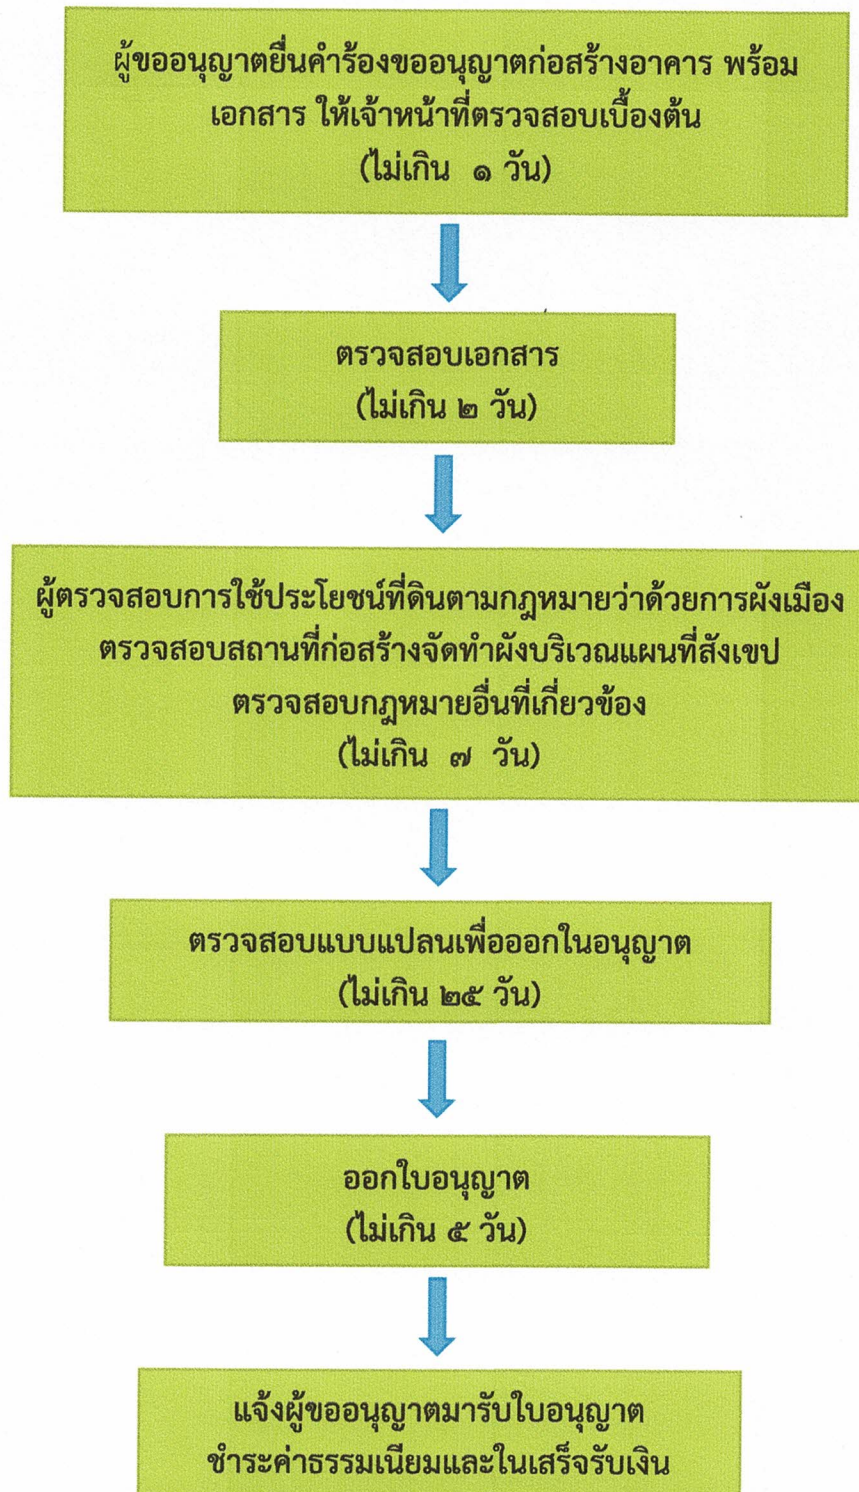 ผู้ขออนุญาตยื่นคำร้องขออนุญาตก่อสร้างอาคาร พร้อม
เอกสาร ให้เจ้าหน้าที่ตรวจสอบเบื้องต้น
(ไม่เกิน ๑ วัน)
ตรวจสอบเอกสาร
(ไม่เกิน ๒ วัน)
ผู้ตรวจสอบการใช้ประโยชน์ที่ดินตามกฎหมายว่าด้วยการผังเมือง
ตรวจสอบสถานที่ก่อสร้างจัดทำผังบริเวณแผนที่สังเขป
ตรวจสอบกฎหมายอื่นที่เกี่ยวข้อง
(ไม่เกิน ๗ วัน)
ตรวจสอบแบบแปลนเพื่อออกในอนุญาต
(ไม่เกิน ๒๕ วัน)
ออกใบอนุญาต
(ไม่เกิน ๕ วัน)
แจ้งผู้ขออนุญาตมารับใบอนุญาต
ชำระค่าธรรมเนียมและในเสร็จรับเงิน